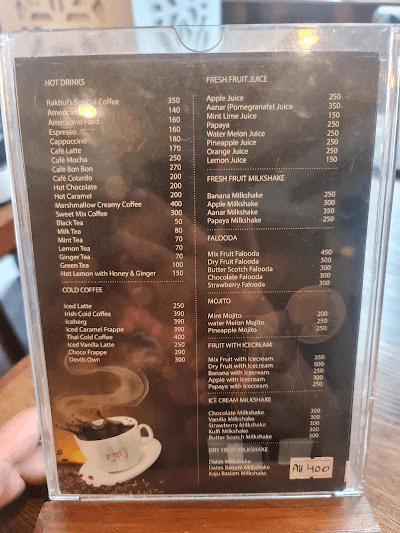 HOT DRINKS
Rakhul's Special Coffee 350
Americano 140
Americano Hard 160
Espresso 160
Cappuccino 180
Café Latte 170
Café Mocha 250
Café Bon Bon 270
Café Cotardo 200
Hot Chocolate 200
Hot Caramel 200
Marshmallow Creamy Coffee 400
Sweet Mix Coffee 300
Black Tea 50
Milk Tea 80
Mint Tea 70
Lemon Tea 80
Ginger Tea 70
Green Tea 100
Hot Lemon with Honey & Ginger 150
COLD COFFEE
Iced Latte 250
Irish Cold Coffee 390
Iceberg 390
Iced Caramel Frappe 390
Thai Cold Coffee 400
Iced Vanilla Latte 250
Choco Frappe 290
Devils Own 300
FRESH FRUIT JUICE
Apple Juice 250
Aanar (Pomegranate) Juice 350
Mint Lime Juice 150
Papaya 250
Water Melon Juice 250
Pineapple Juice 250
Orange Juice 250
Lemon Juice 150
FRESH FRUIT MILKSHAKE
Banana Milkshake 250
Apple Milkshake 300
Aanar Milkshake 350
Papaya Milkshake 250
FALOODA
Mix Fruit Falooda 450
Dry Fruit Falooda 500
Butter Scotch Falooda 300
Chocolate Falooda 300
Strawberry Falooda 300
MOJITO
Mint Mojito 200
water Melon Mojito 250
Pineapple Mojito 250
FRUIT WITH ICECREAM
Mix Fruit with Icecream 350
Dry Fruit with Icecream 500
Banana with icecream 250
Apple with Icecream 300
Papaya with Icecream 250
ICE CREAM MILKSHAKE
Chocolate Milkshake 300
Vanilla Milkshake 300
Strawberry Milkshake 300
Kulfi Milkshake 300
Butter Scotch Milkshake 300
DRY FRUIT MILKSHAKE
Dates Milkshake
Dates Badam Milkshake
Kaju Badam Milkshake
All 400